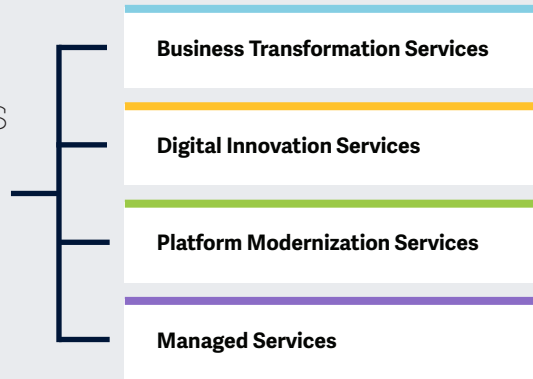 Business Transformation Services
Digital Innovation Services
Platform Modernization Services
Managed Services